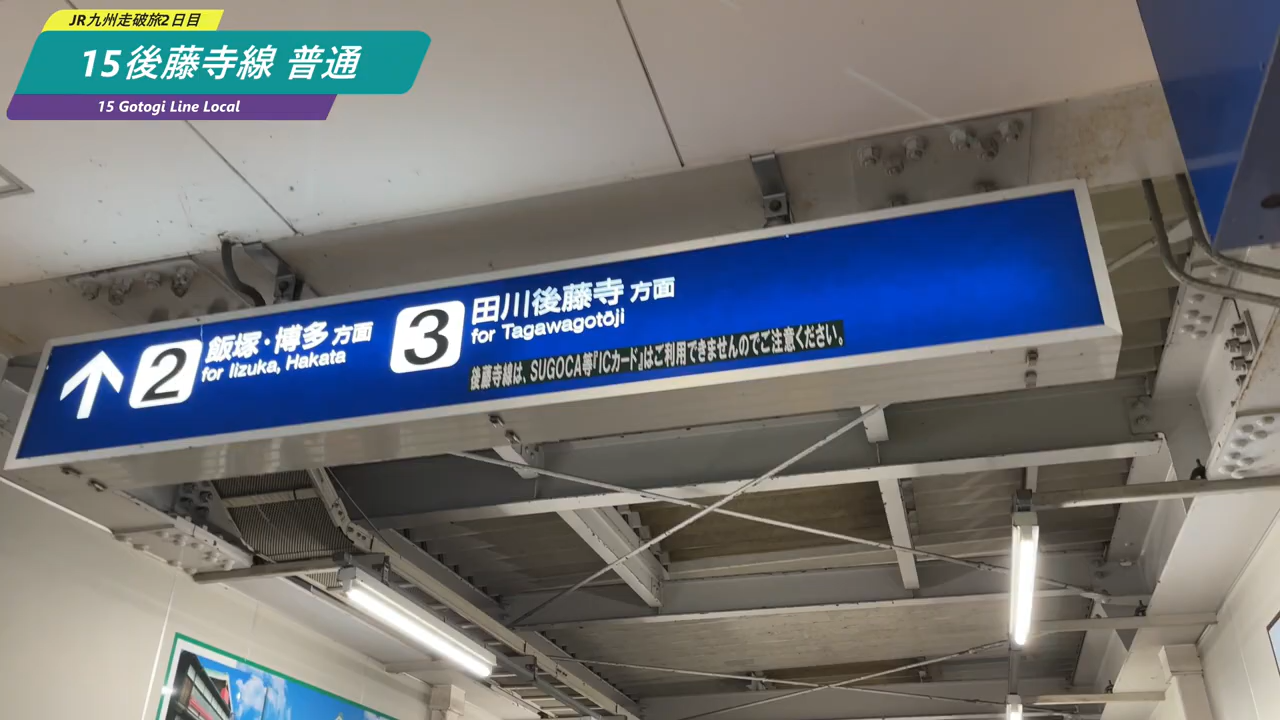 JR九州走破旅2日目
15後藤寺線 普通
15 Gotogi Line Local
2 飯塚・博多 方面
for Iizuka, Hakata
3 田川後藤寺 方面
for Tagawagotōji
後藤寺線は、SUGOCA等『ICカード』はご利用できませんのでご注意ください。